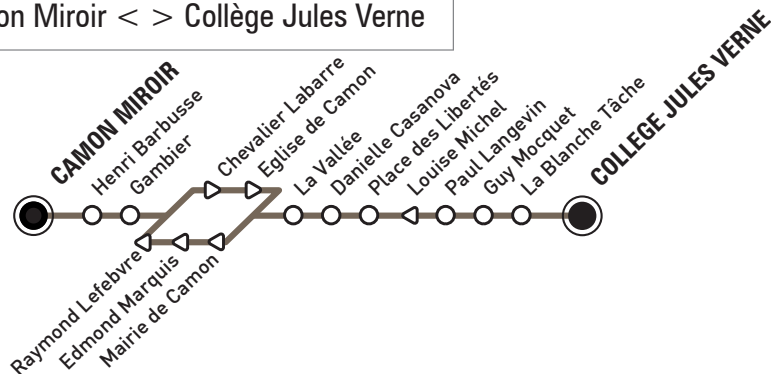 on Miroir < > Collège Jules Verne
CAMON MIROIR
Henri Barbusse
Gambier
Chevalier Labarre
Eglise de Camon
La Vallée
Danielle Casanova
Place des Libertés
Louise Michel
Paul Langevin
Guy Mocquet
La Blanche Tâche
COLLEGE JULES VERNE
Raymond Lefebvre
Edmond Marquis
Mairie de Camon